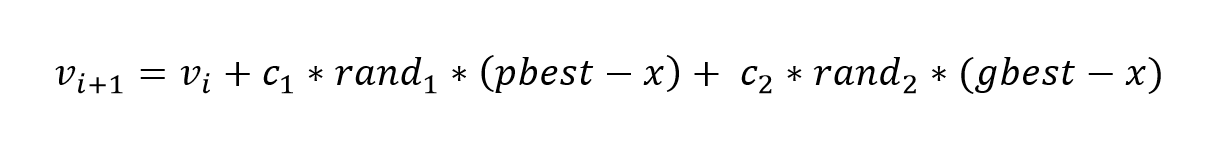 v_{i+1} = v_i + c_1 * rand_1 * (pbest − x) + c_2 * rand_2 * (gbest − x)